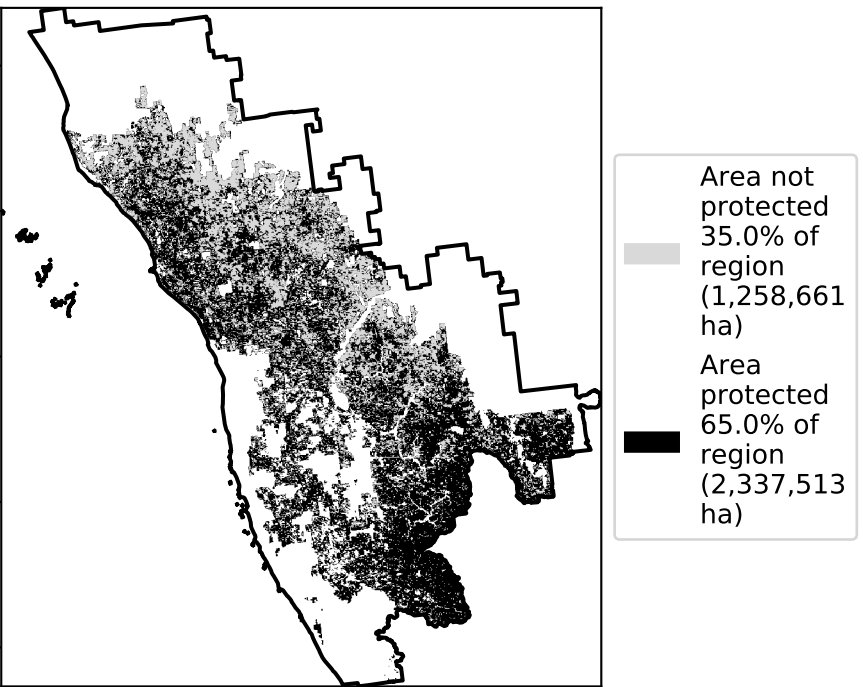 Area not
protected
35.0% of
region
(1,258,661
ha)
Area
protected
65.0% of
region
(2,337,513
ha)